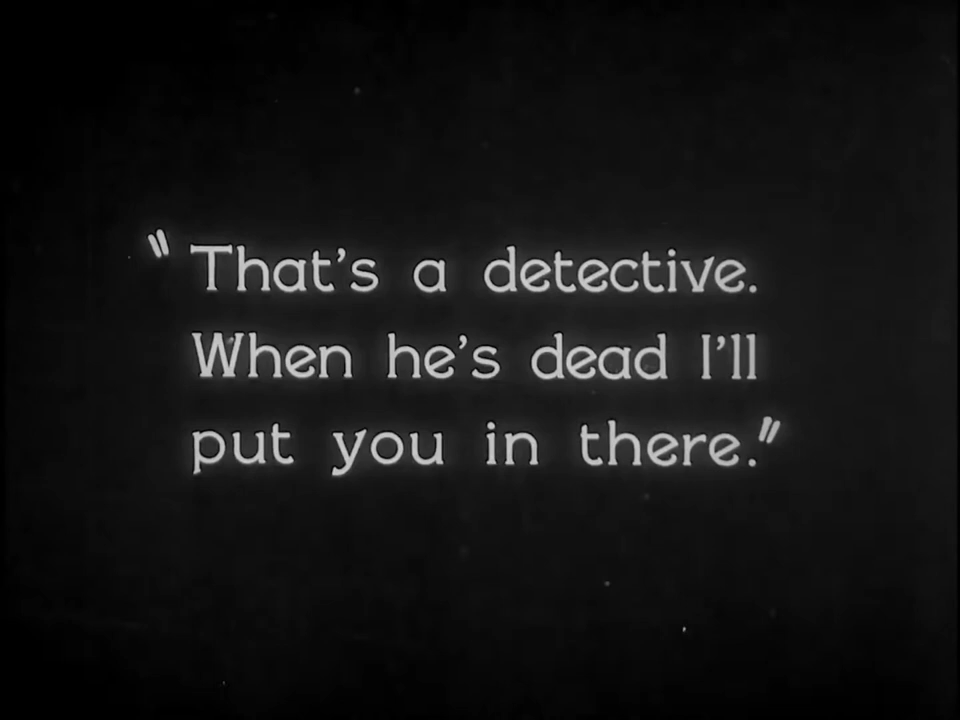 "That's a detective.
When he's dead I'll
put you in there."